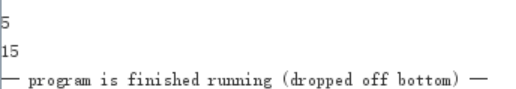 5
15
— program is finished running (dropped off bottom) —